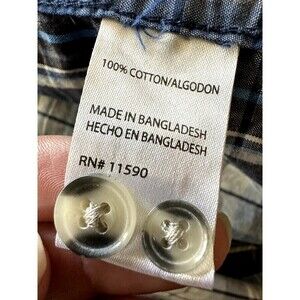 100% COTTON/ALGODON
MADE IN BANGLADESH
HECHO EN BANGLADESH
RN# 11590